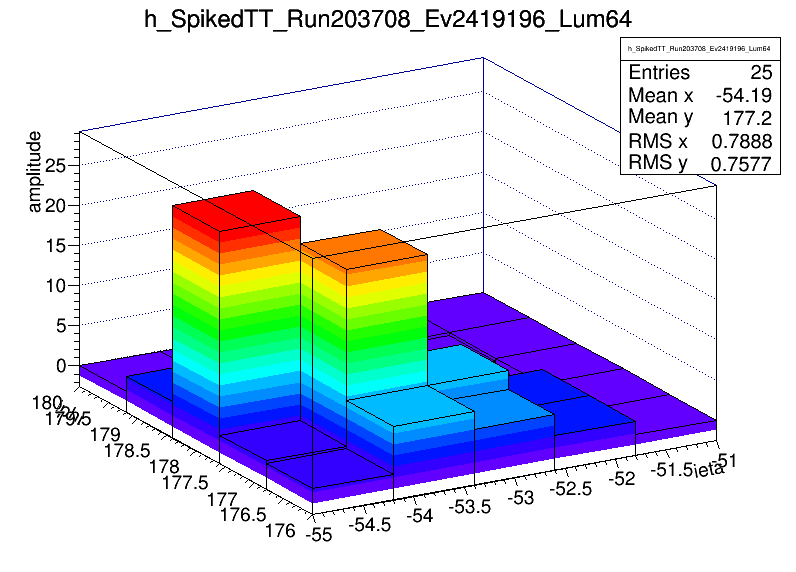 h_SpikedTT_Run203708_Ev2419196_Lum64
h_SpikedTT_Run203708_Ev2419196_Lum64
Entries 25
Mean x -54.19
Mean y 177.2
RMS x 0.7888
RMS y 0.7577
amplitude
25
20
15
10
5
0
180
179.5
179
178.5
178
177.5
177
176.5
176
-55
-54.5
-54
-53.5
-53
-52.5
-52
-51.5
-51
ieta